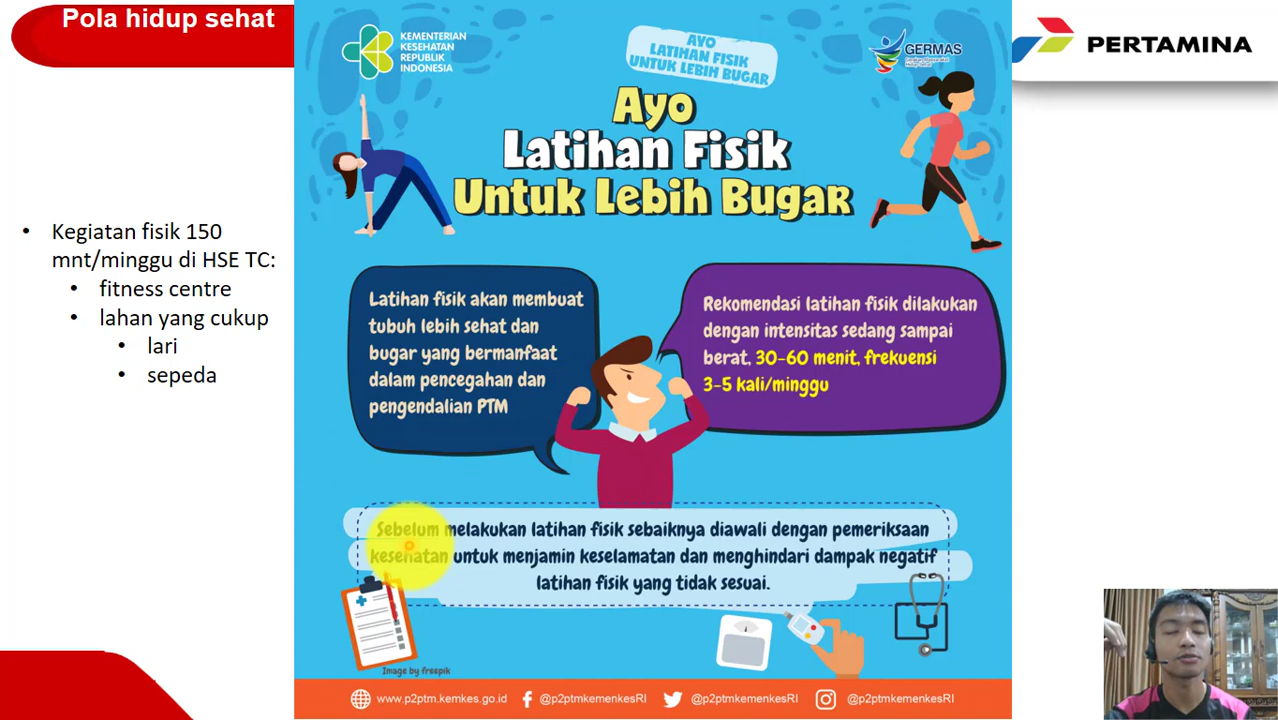 Pola hidup sehat
• Kegiatan fisik 150
mnt/minggu di HSE TC:
• fitness centre
• lahan yang cukup
• lari
• sepeda
KEMENTERIAN
KESEHATAN
REPUBLIK
INDONESIA
AYO
LATIHAN FISIK
UNTUK LEBIH BUGAR
GERMAS
PERTAMINA
Ayo
Latihan Fisik
Untuk Lebih Bugar
Latihan fisik akan membuat
tubuh lebih sehat dan
bugar yang bermanfaat
dalam pencegahan dan
pengendalian PTM
Rekomendasi latihan fisik dilakukan
dengan intensitas sedang sampai
berat, 30-60 menit, frekuensi
3-5 kali/minggu
Sebelum melakukan latihan fisik sebaiknya diawali dengan pemeriksaan
kesehatan untuk menjamin keselamatan dan menghindari dampak negatif
latihan fisik yang tidak sesuai.
Image by freepik
www.p2ptm.kemkes.go.id @p2ptmkemenkesRI @p2ptmkemenkesRI @p2ptmkemenkesRI